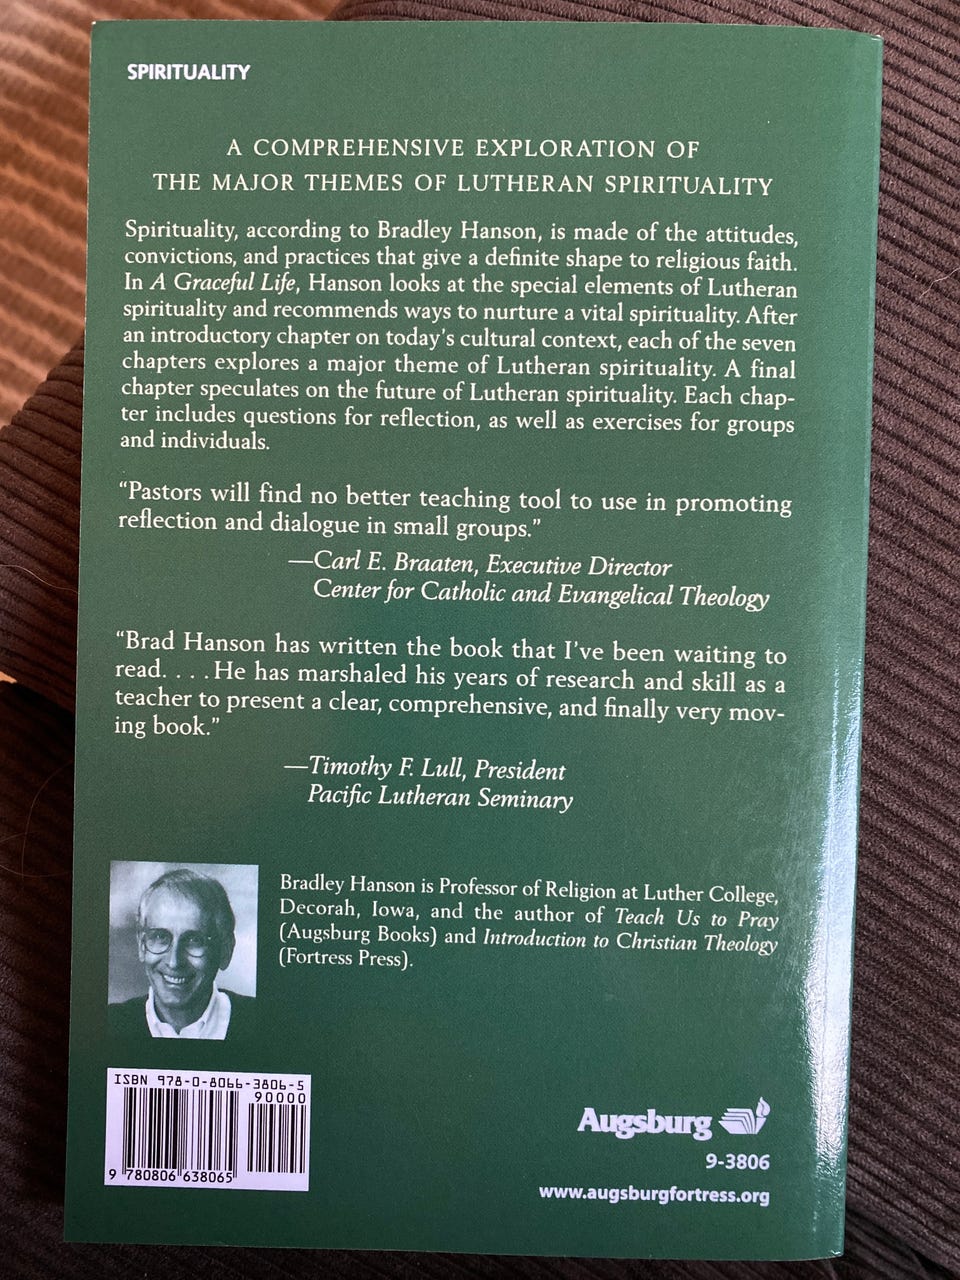 SPIRITUALITY
A COMPREHENSIVE EXPLORATION OF
THE MAJOR THEMES OF LUTHERAN SPIRITUALITY
Spirituality, according to Bradley Hanson, is made of the attitudes,
convictions, and practices that give a definite shape to religious faith.
In A Graceful Life, Hanson looks at the special elements of Lutheran
spirituality and recommends ways to nurture a vital spirituality. After
an introductory chapter on today's cultural context, each of the seven
chapters explores a major theme of Lutheran spirituality. A final
chapter speculates on the future of Lutheran spirituality. Each chap-
ter includes questions for reflection, as well as exercises for groups
and individuals.
“Pastors will find no better teaching tool to use in promoting
reflection and dialogue in small groups.”
—Carl E. Braaten, Executive Director
Center for Catholic and Evangelical Theology
“Brad Hanson has written the book that I've been waiting to
read. . . . He has marshaled his years of research and skill as a
teacher to present a clear, comprehensive, and finally very mov-
ing book.”
—Timothy F. Lull, President
Pacific Lutheran Seminary
Bradley Hanson is Professor of Religion at Luther College,
Decorah, Iowa, and the author of Teach Us to Pray
(Augsburg Books) and Introduction to Christian Theology
(Fortress Press).
ISBN 978-0-8066-3806-5
90000
9 780806 638065
Augsburg
9-3806
www.augsburgfortress.org